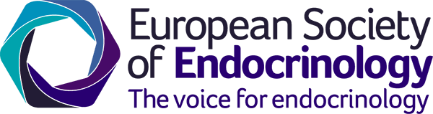 European Society
of Endocrinology
The voice for endocrinology